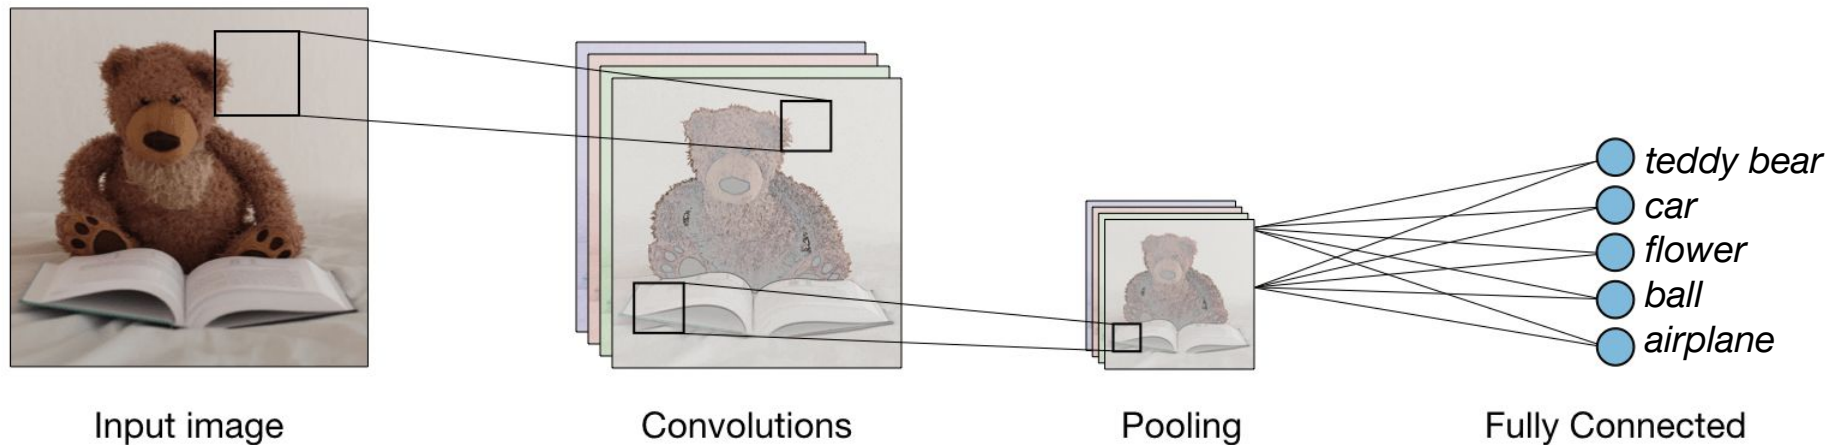 teddy bear
car
flower
ball
airplane
Input image
Convolutions
Pooling
Fully Connected